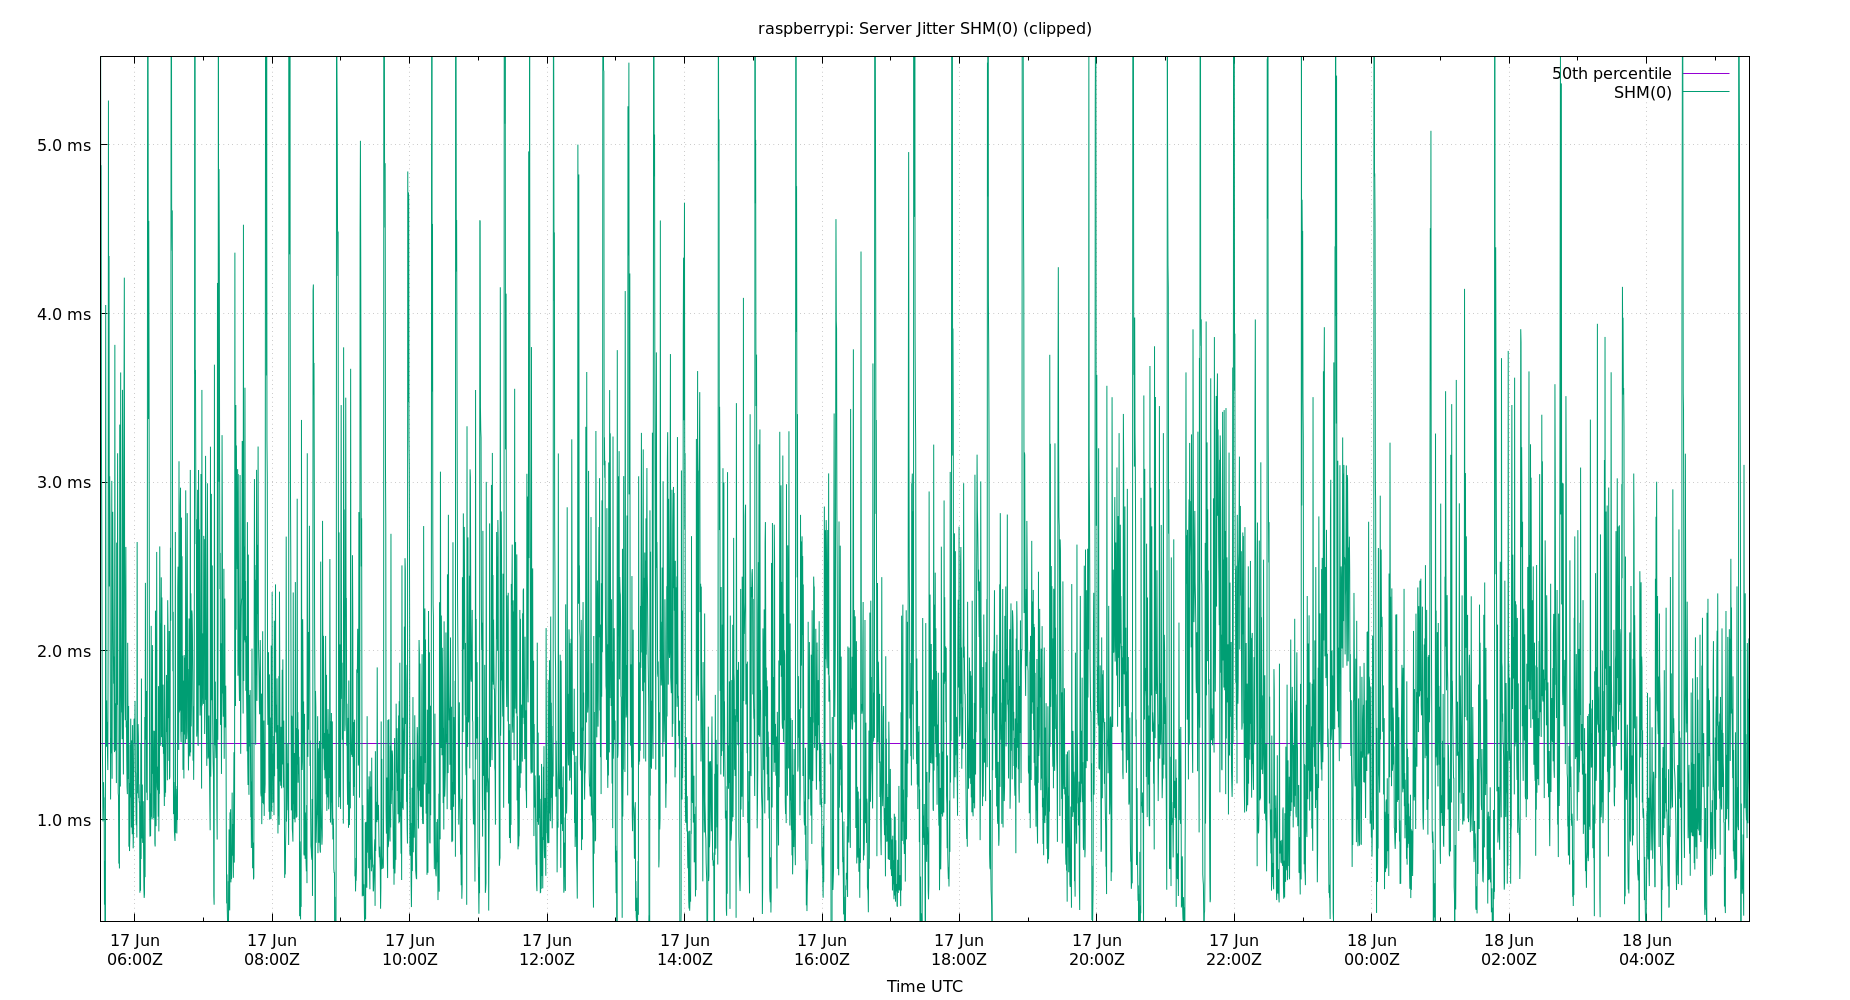 raspberrypi: Server Jitter SHM(0) (clipped)
50th percentile
SHM(0)
5.0 ms
4.0 ms
3.0 ms
2.0 ms
1.0 ms
17 Jun 17 Jun 17 Jun 17 Jun 17 Jun 17 Jun 17 Jun 17 Jun 17 Jun 18 Jun 18 Jun 18 Jun
06:00Z 08:00Z 10:00Z 12:00Z 14:00Z 16:00Z 18:00Z 20:00Z 22:00Z 00:00Z 02:00Z 04:00Z
Time UTC